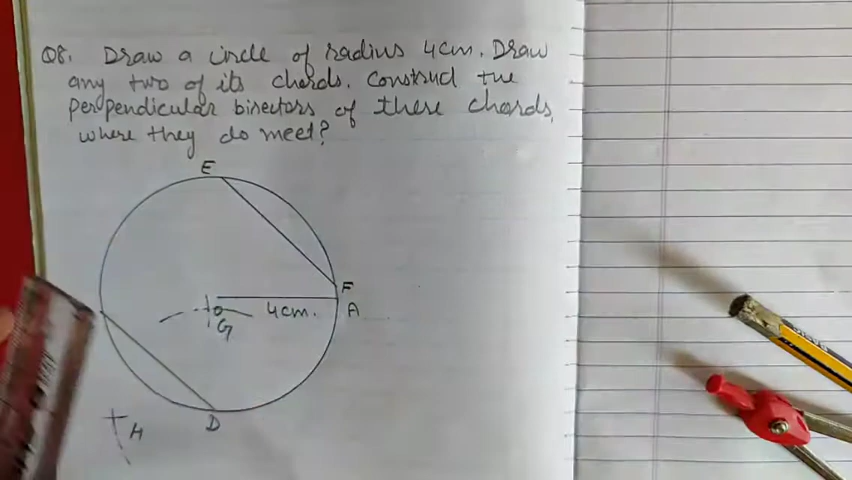 Q8. Draw a circle of radius 4cm. Draw
any two of its chords. Construct the
perpendicular bisectors of these chords,
where they do meet?
E
F
O
4cm.
A
G
D
H